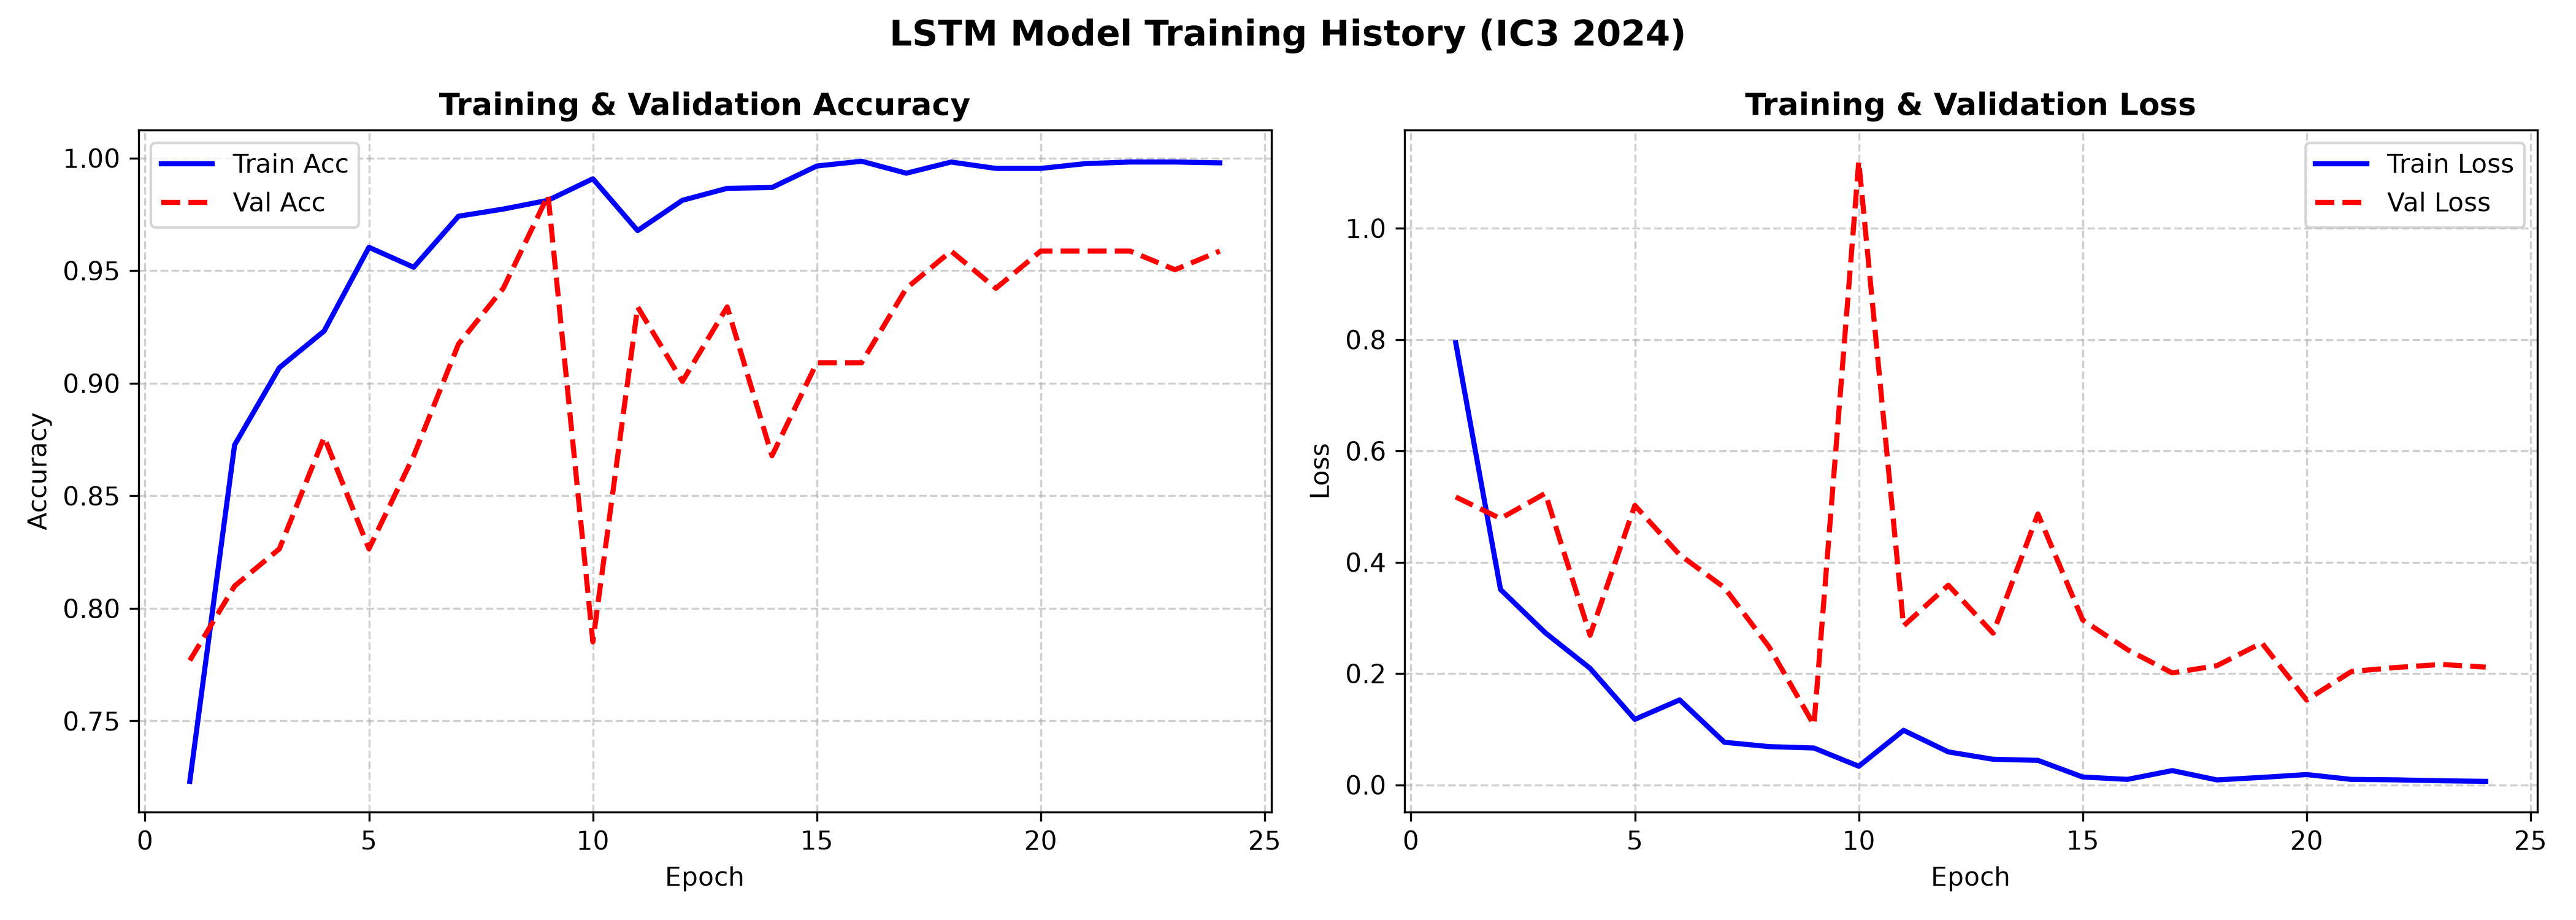 LSTM Model Training History (IC3 2024)
Training & Validation Accuracy
Train Acc
Val Acc
Accuracy
1.00
0.95
0.90
0.85
0.80
0.75
0 5 10 15 20 25
Epoch
Training & Validation Loss
Train Loss
Val Loss
Loss
1.0
0.8
0.6
0.4
0.2
0.0
0 5 10 15 20 25
Epoch